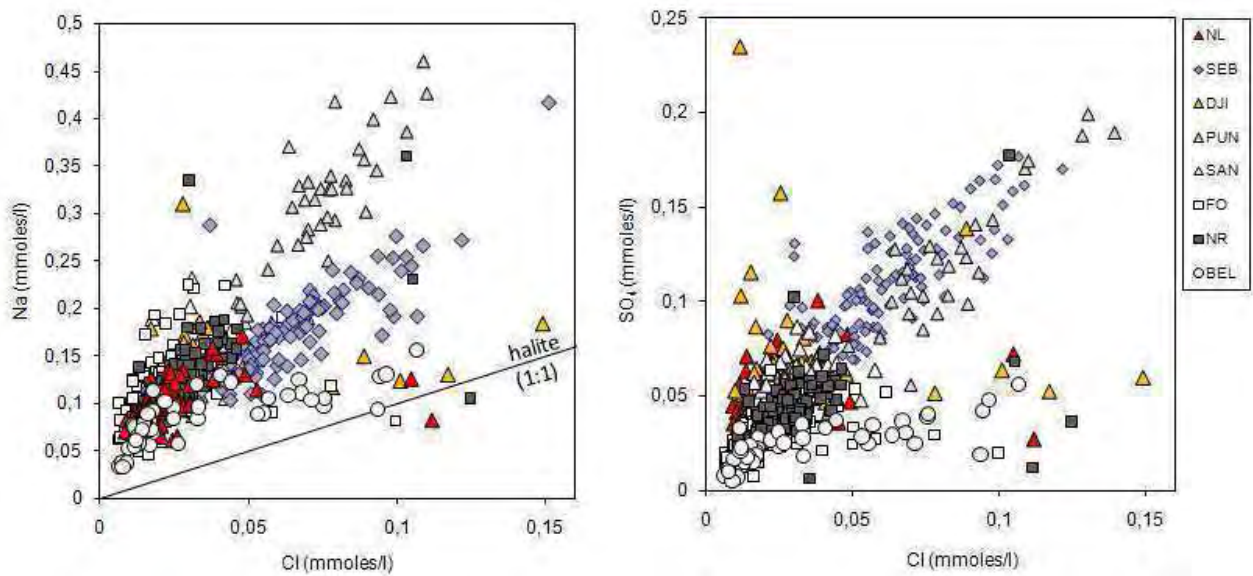 0,5
0,45
0,4
0,35
0,3
0,25
0,2
0,15
0,1
0,05
0
Na (mmoles/l)
halite
(1:1)
0 0,05 0,1 0,15
Cl (mmoles/l)
0,25
0,2
0,15
0,1
0,05
0
SO₄ (mmoles/l)
0 0,05 0,1 0,15
Cl (mmoles/l)
NL
SEB
DJI
PUN
SAN
FO
NR
BEL